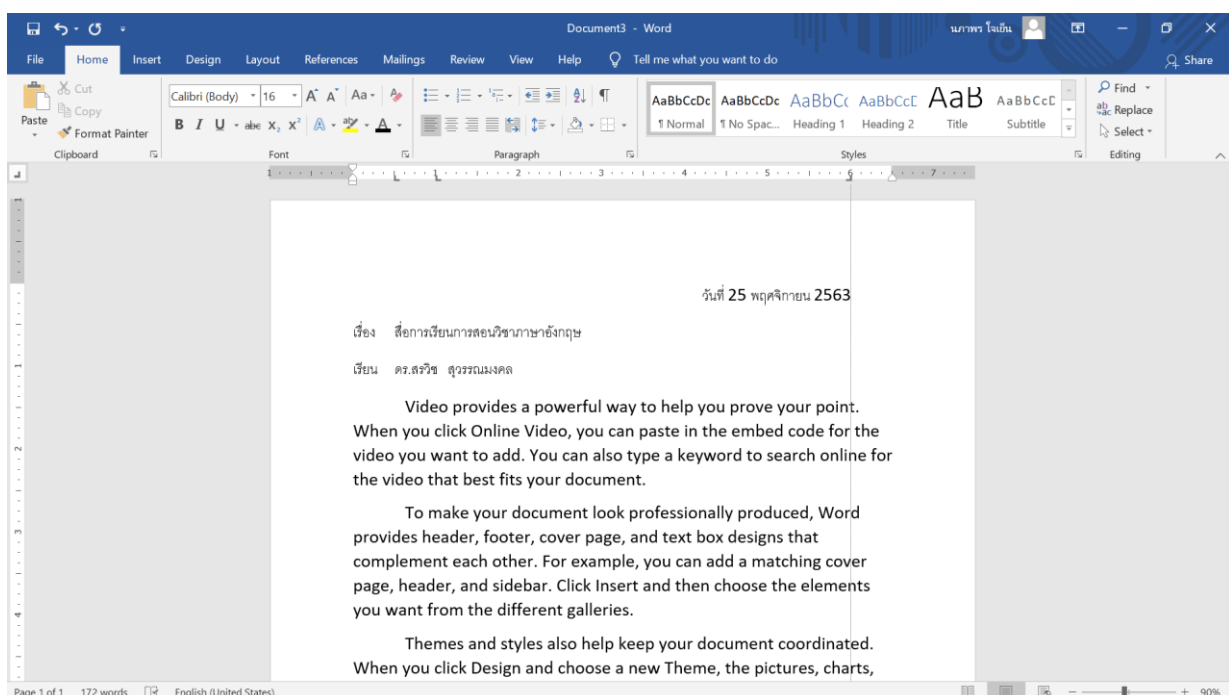 Document3 - Word
นภาพร โจเย็น
File Home Insert Design Layout References Mailings Review View Help Tell me what you want to do Share
Cut
Copy
Paste
Format Painter
Calibri (Body) 16
AaBbCcDc AaBbCcDc AaBbCc AaBbCcD AaB AaBbCcD
¶ Normal ¶ No Spac... Heading 1 Heading 2 Title Subtitle
Find
Replace
Select
Clipboard Font Paragraph Styles Editing
1 1 2 3 4 5 6 7
วันที่ 25 พฤศจิกายน 2563
เรื่อง สื่อการเรียนการสอนวิชาภาษาอังกฤษ
เรียน ดร.สรวิช สุวรรณมงคล
Video provides a powerful way to help you prove your point.
When you click Online Video, you can paste in the embed code for the
video you want to add. You can also type a keyword to search online for
the video that best fits your document.
To make your document look professionally produced, Word
provides header, footer, cover page, and text box designs that
complement each other. For example, you can add a matching cover
page, header, and sidebar. Click Insert and then choose the elements
you want from the different galleries.
Themes and styles also help keep your document coordinated.
When you click Design and choose a new Theme, the pictures, charts,
Page 1 of 1 172 words English (United States) 90%